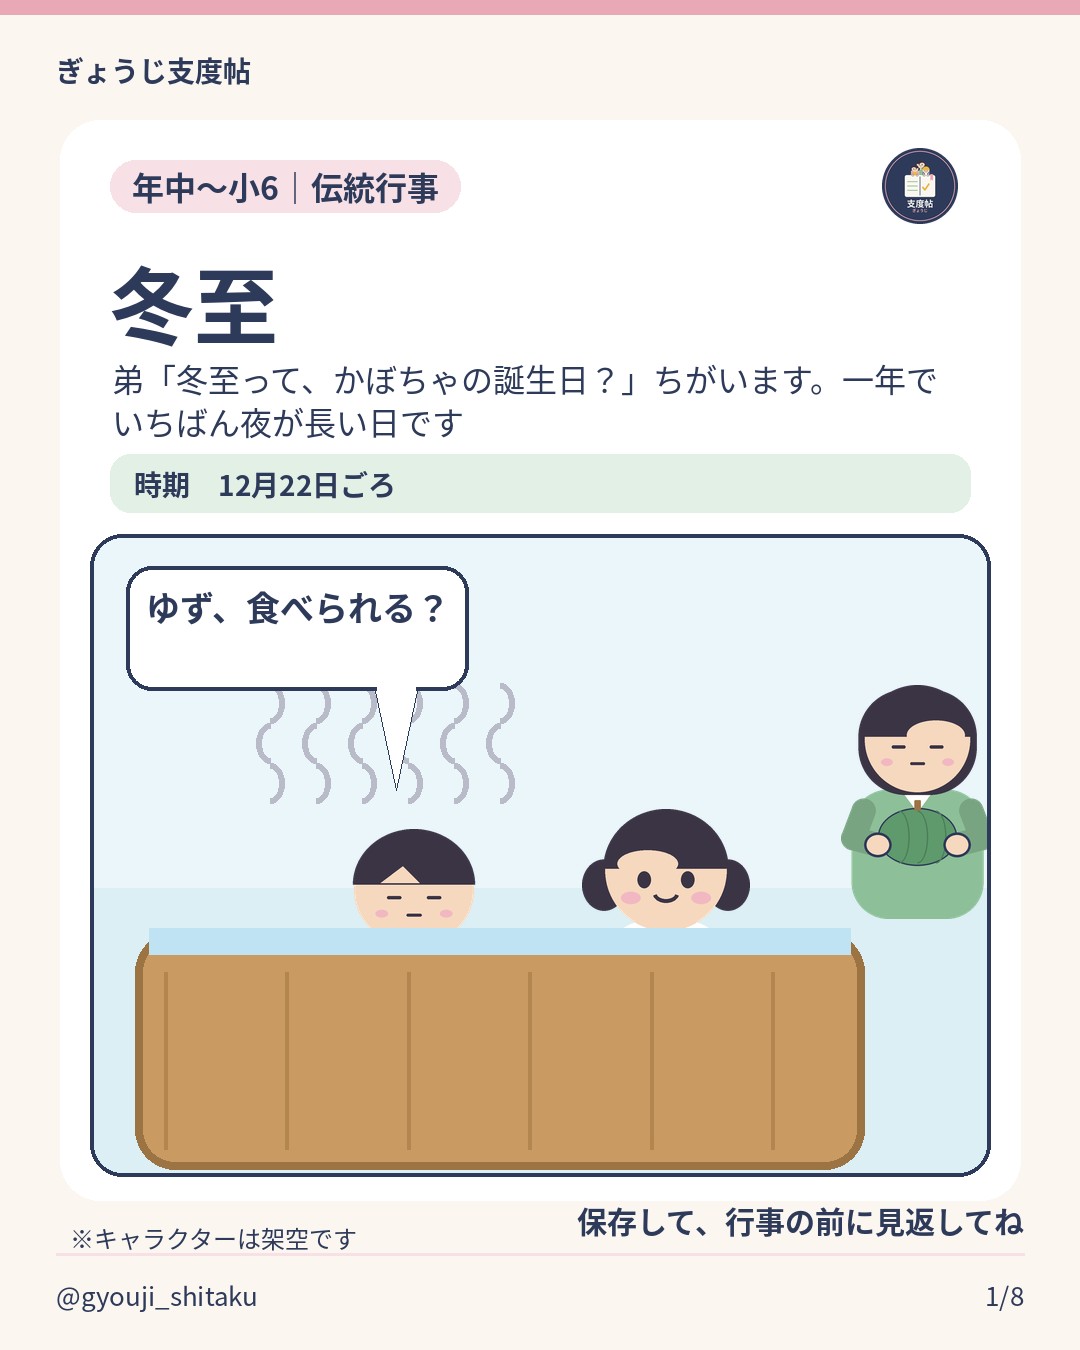 ぎょうじ支度帖
年中～小6｜伝統行事
支度帖
ぎょうじ
冬至
弟「冬至って、かぼちゃの誕生日？」ちがいます。一年で
いちばん夜が長い日です
時期　12月22日ごろ
ゆず、食べられる？
保存して、行事の前に見返してね
※キャラクターは架空です
@gyouji_shitaku
1/8